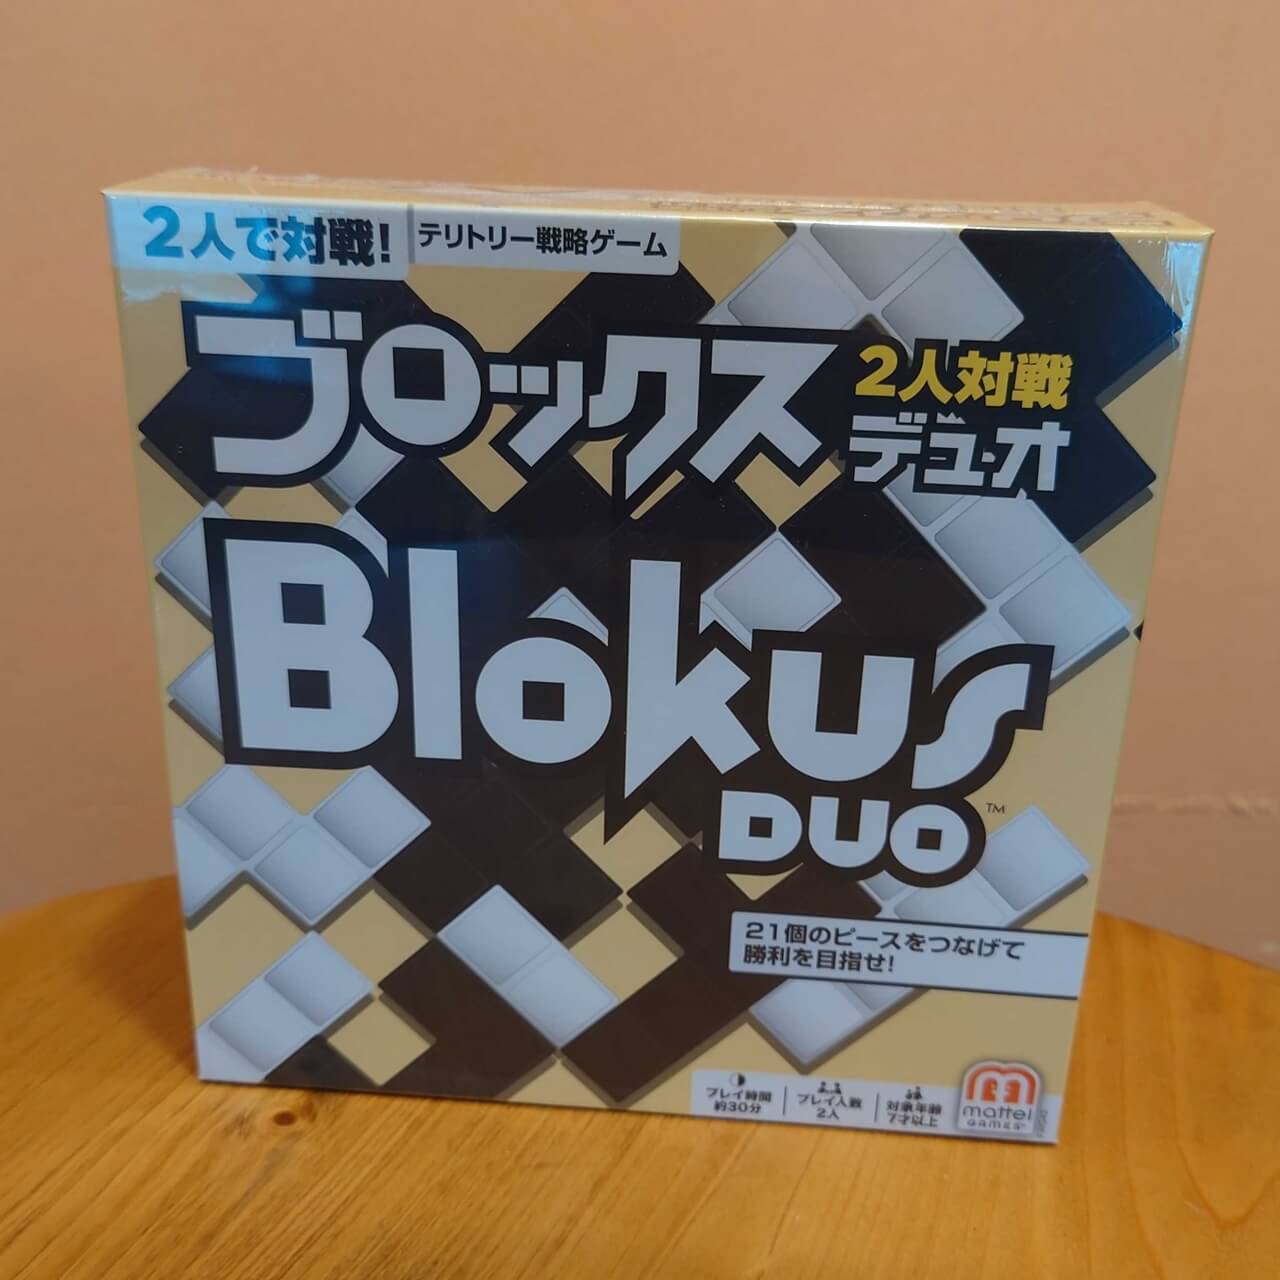 2人で対戦!
テリトリー戦略ゲーム
ブロックス
2人対戦
デュオ
Blokus
DUO
TM
21個のピースをつなげて
勝利を目指せ!
プレイ時間
約30分
プレイ人数
2人
対象年齢
7才以上
mattel
GAMES